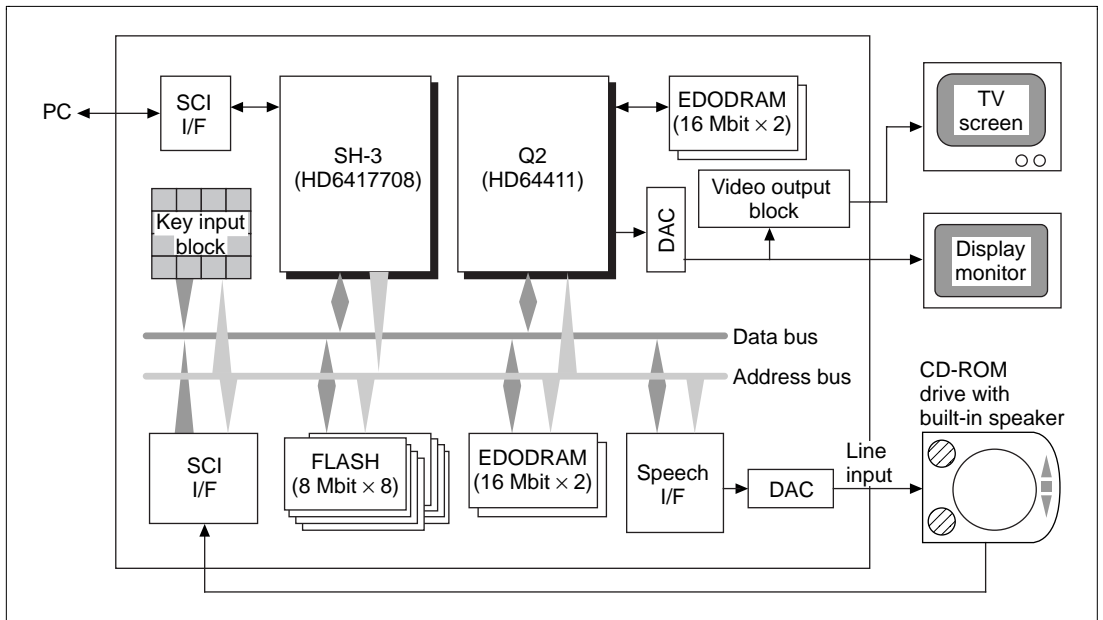 PC
SCI
I/F
SH-3
(HD6417708)
Q2
(HD64411)
EDODRAM
(16 Mbit × 2)
TV
screen
Key input
block
DAC
Video output
block
Display
monitor
Data bus
Address bus
CD-ROM
drive with
built-in speaker
SCI
I/F
FLASH
(8 Mbit × 8)
EDODRAM
(16 Mbit × 2)
Speech
I/F
DAC
Line
input